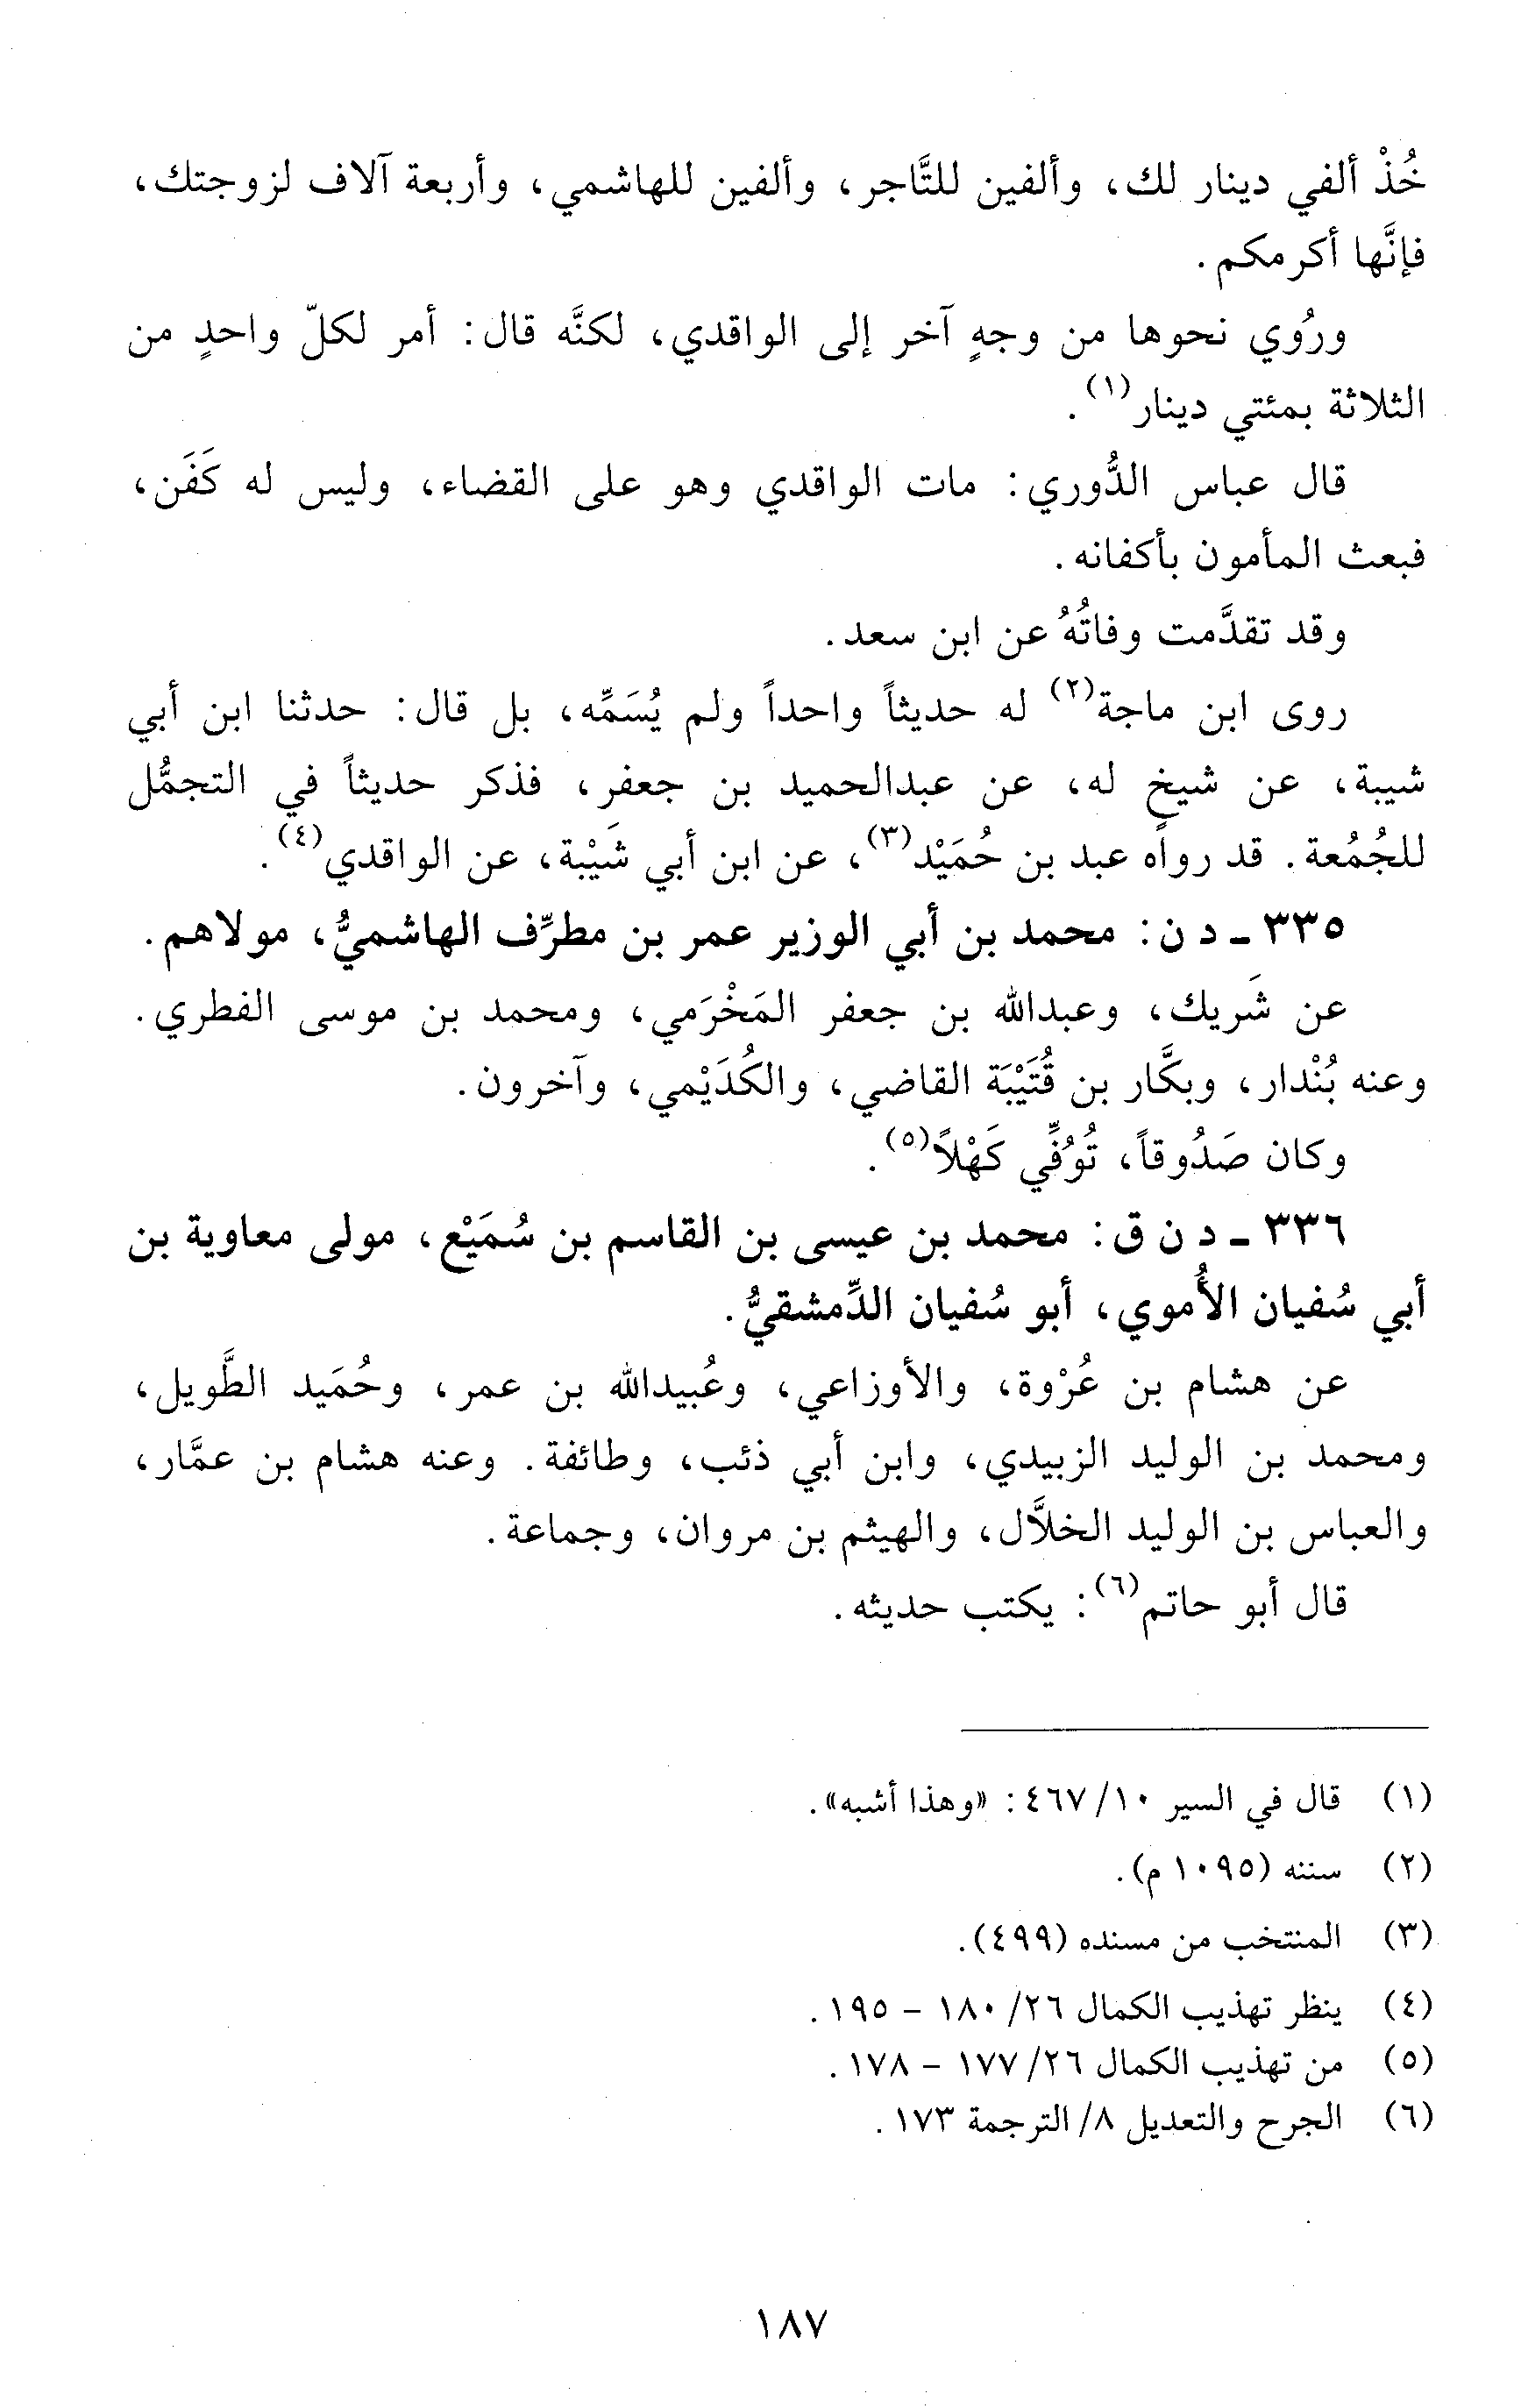 خُذْ ألفي دينار لك، وألفين للتَّاجر، وألفين للهاشمي، وأربعة آلاف لزوجتك،
فإنَّها أكرمكم.
ورُوي نحوها من وجهٍ آخر إلى الواقدي، لكنَّه قال: أمر لكلّ واحدٍ من
الثلاثة بمئتي دينار(١).
قال عباس الدُّوري: مات الواقدي وهو على القضاء، وليس له كَفَن،
فبعث المأمون بأكفانه.
وقد تقدَّمت وفاتُهُ عن ابن سعد.
روى ابن ماجة(٢) له حديثاً واحداً ولم يُسَمِّه، بل قال: حدثنا ابن أبي
شيبة، عن شيخٍ له، عن عبدالحميد بن جعفر، فذكر حديثاً في التجمُّل
للجُمُعة. قد رواه عبد بن حُمَيْد(٣)، عن ابن أبي شَيْبة، عن الواقدي(٤).
٣٣٥ ـ د ن: محمد بن أبي الوزير عمر بن مطرِّف الهاشميُّ، مولاهم.
عن شَريك، وعبدالله بن جعفر المَخْرَمي، ومحمد بن موسى الفطري.
وعنه بُنْدار، وبكَّار بن قُتَيْبَة القاضي، والكُدَيْمي، وآخرون.
وكان صَدُوقاً، تُوُفِّي كَهْلاً(٥).
٣٣٦ ـ د ن ق: محمد بن عيسى بن القاسم بن سُمَيْع، مولى معاوية بن
أبي سُفيان الأُموي، أبو سُفيان الدِّمشقيُّ.
عن هشام بن عُرْوة، والأوزاعي، وعُبيدالله بن عمر، وحُمَيد الطَّويل،
ومحمد بن الوليد الزبيدي، وابن أبي ذئب، وطائفة. وعنه هشام بن عمَّار،
والعباس بن الوليد الخلاَّل، والهيثم بن مروان، وجماعة.
قال أبو حاتم(٦): يكتب حديثه.
(١) قال في السير ١٠/ ٤٦٧: «وهذا أشبه».
(٢) سننه (١٠٩٥ م).
(٣) المنتخب من مسنده (٤٩٩).
(٤) ينظر تهذيب الكمال ٢٦/ ١٨٠ - ١٩٥.
(٥) من تهذيب الكمال ٢٦/ ١٧٧ - ١٧٨.
(٦) الجرح والتعديل ٨/ الترجمة ١٧٣.
١٨٧